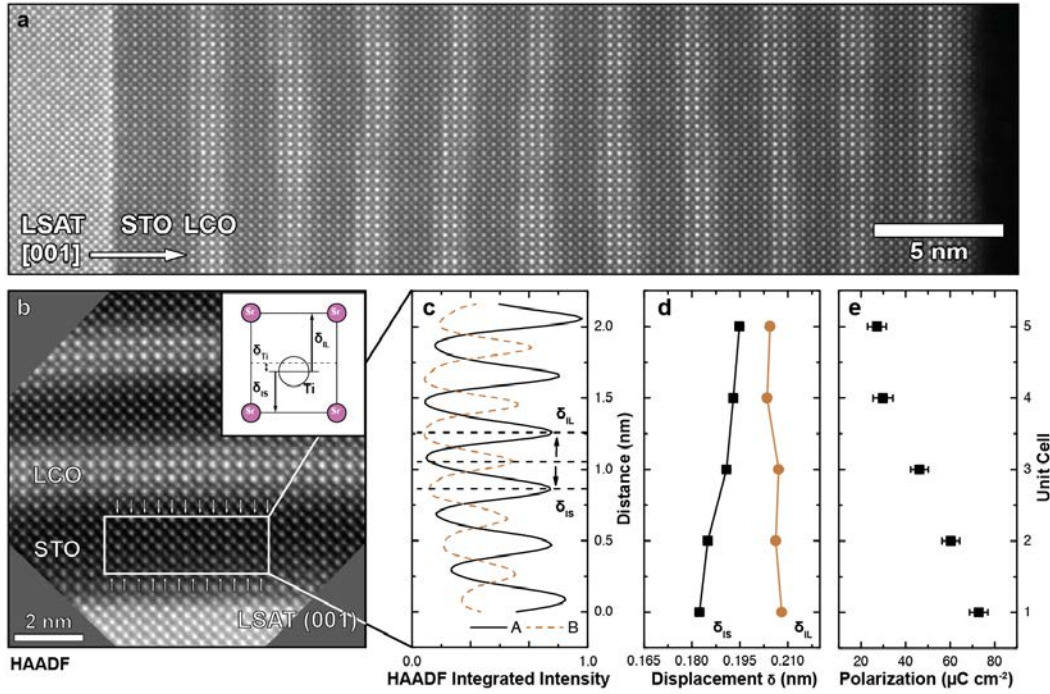 a
LSAT STO LCO
[001]
5 nm
b
Sr Sr
δTi
δIL
δIS
Ti
Sr Sr
LCO
STO
LSAT (001)
2 nm
HAADF
c
δIL
δIS
A B
0.0 1.0
HAADF Integrated Intensity
2.0
1.5
1.0
0.5
0.0
Distance (nm)
d
δIS δIL
0.165 0.180 0.195 0.210
Displacement δ (nm)
e
20 40 60 80
Polarization (μC cm⁻²)
5
4
3
2
1
Unit Cell